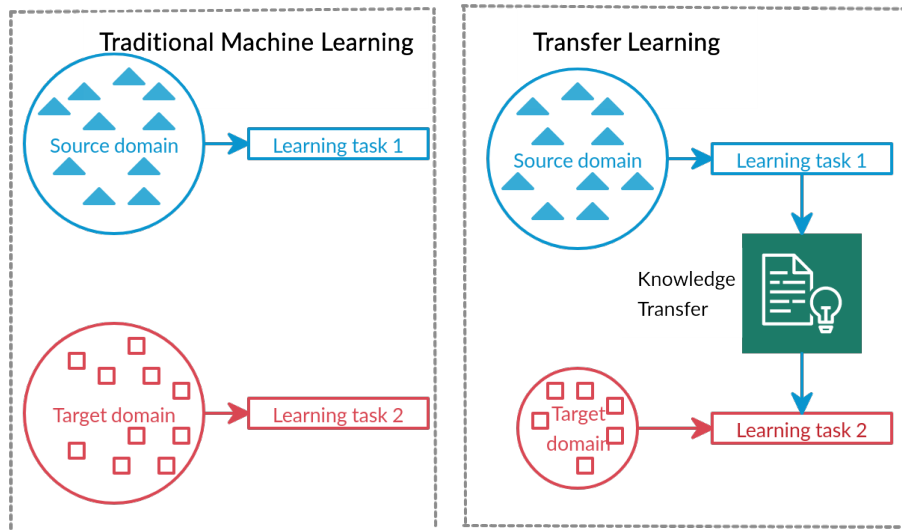 Traditional Machine Learning
Source domain
Learning task 1
Target domain
Learning task 2
Transfer Learning
Source domain
Learning task 1
Knowledge
Transfer
Target
domain
Learning task 2